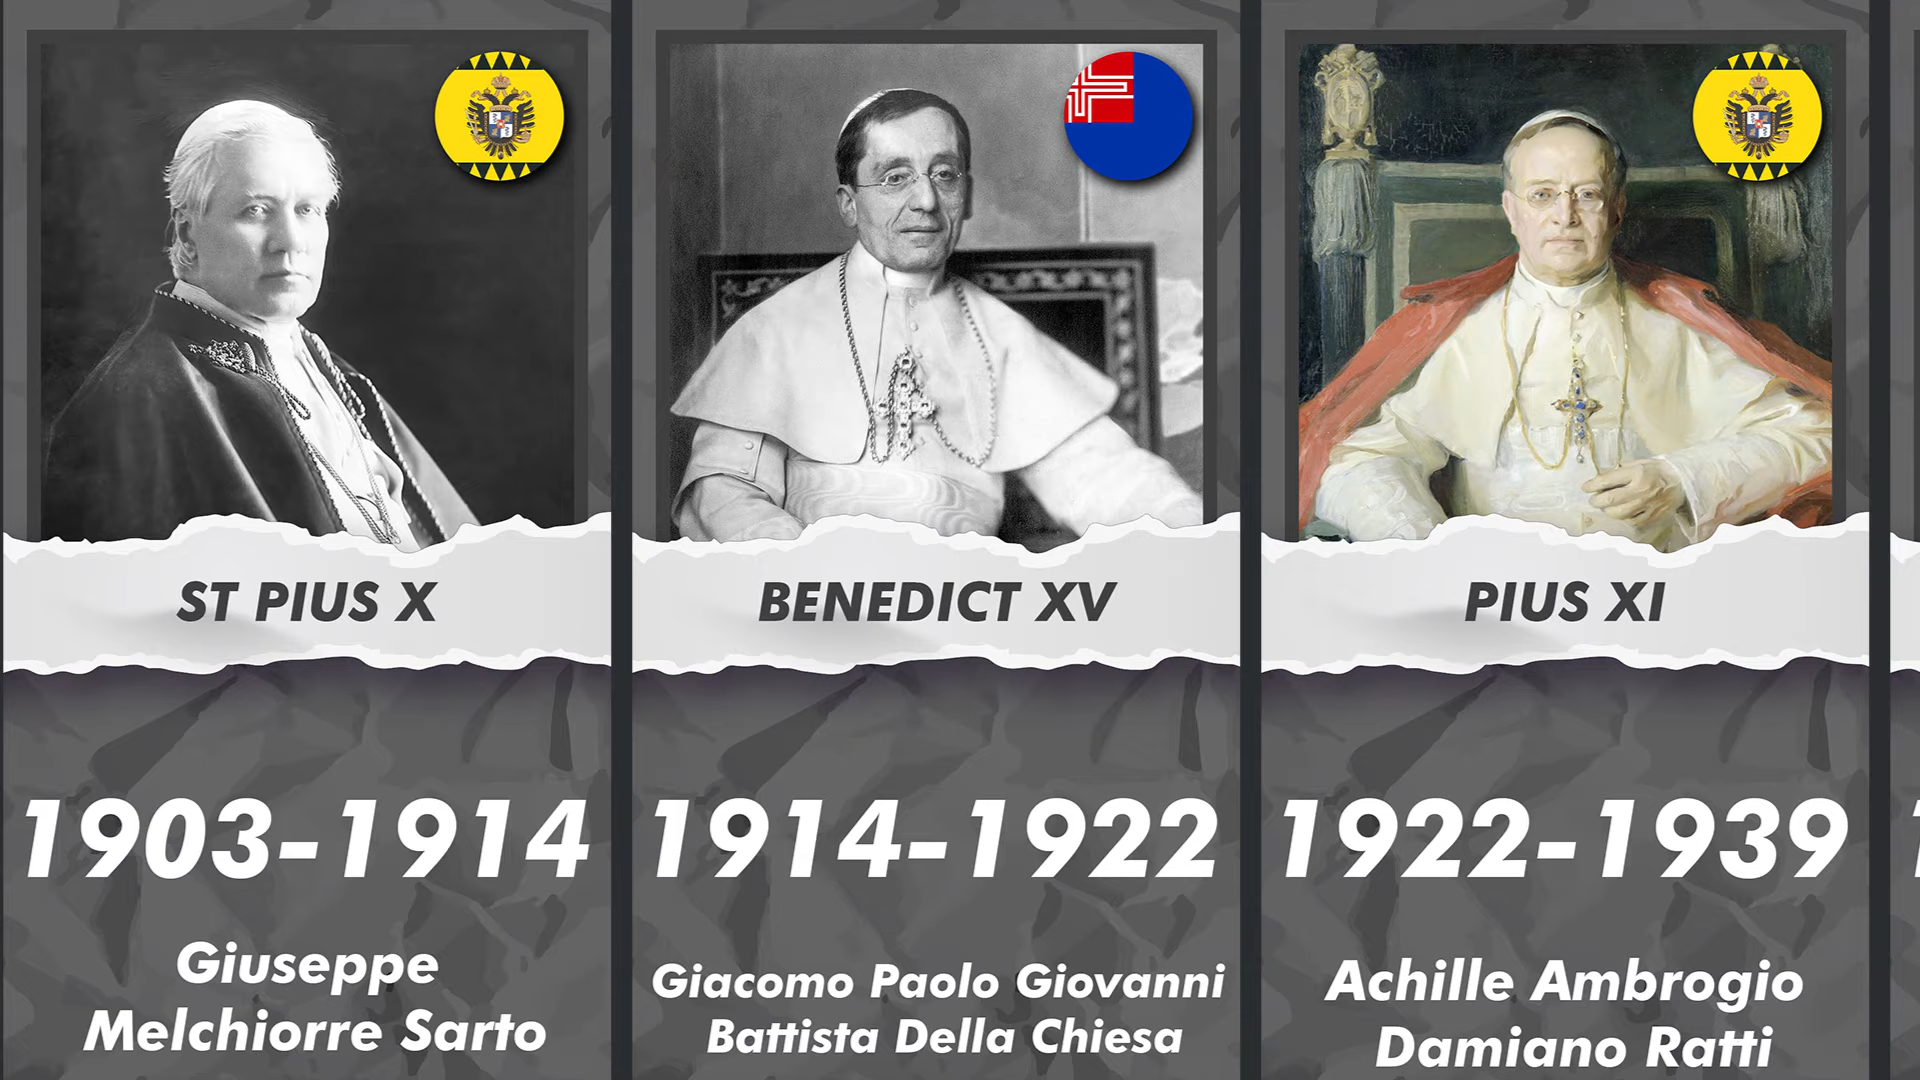 ST PIUS X
1903-1914
Giuseppe
Melchiorre Sarto
BENEDICT XV
1914-1922
Giacomo Paolo Giovanni
Battista Della Chiesa
PIUS XI
1922-1939
Achille Ambrogio
Damiano Ratti